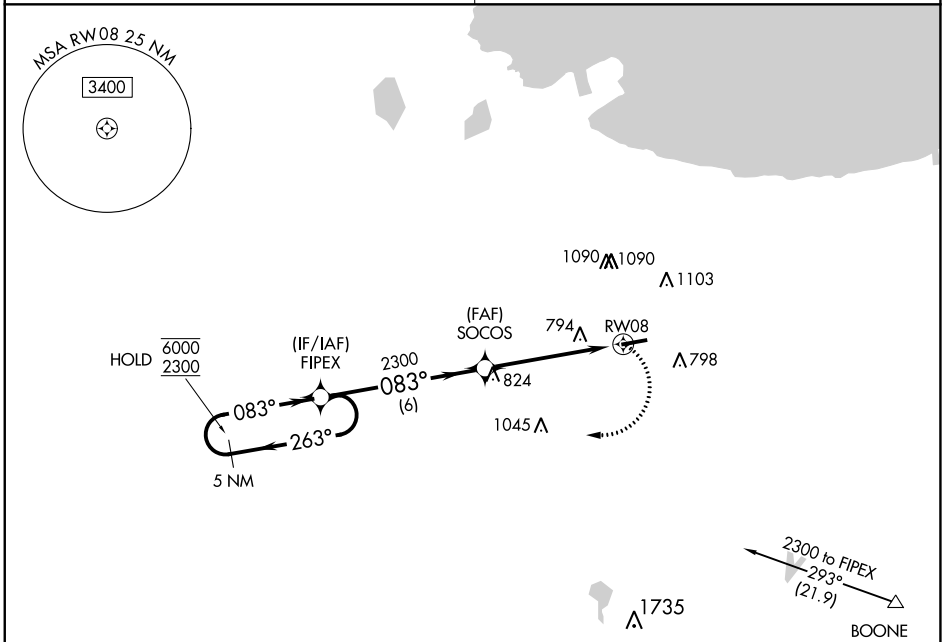 MSA RW08 25 NM
3400
1090 1090
1103
(FAF)
SOCOS
794
RW08
(IF/IAF)
FIPEX
HOLD
6000
2300
2300
083°
(6)
824
798
083°
263°
1045
5 NM
2300 to FIPEX
293°
(21.9)
BOONE
1735